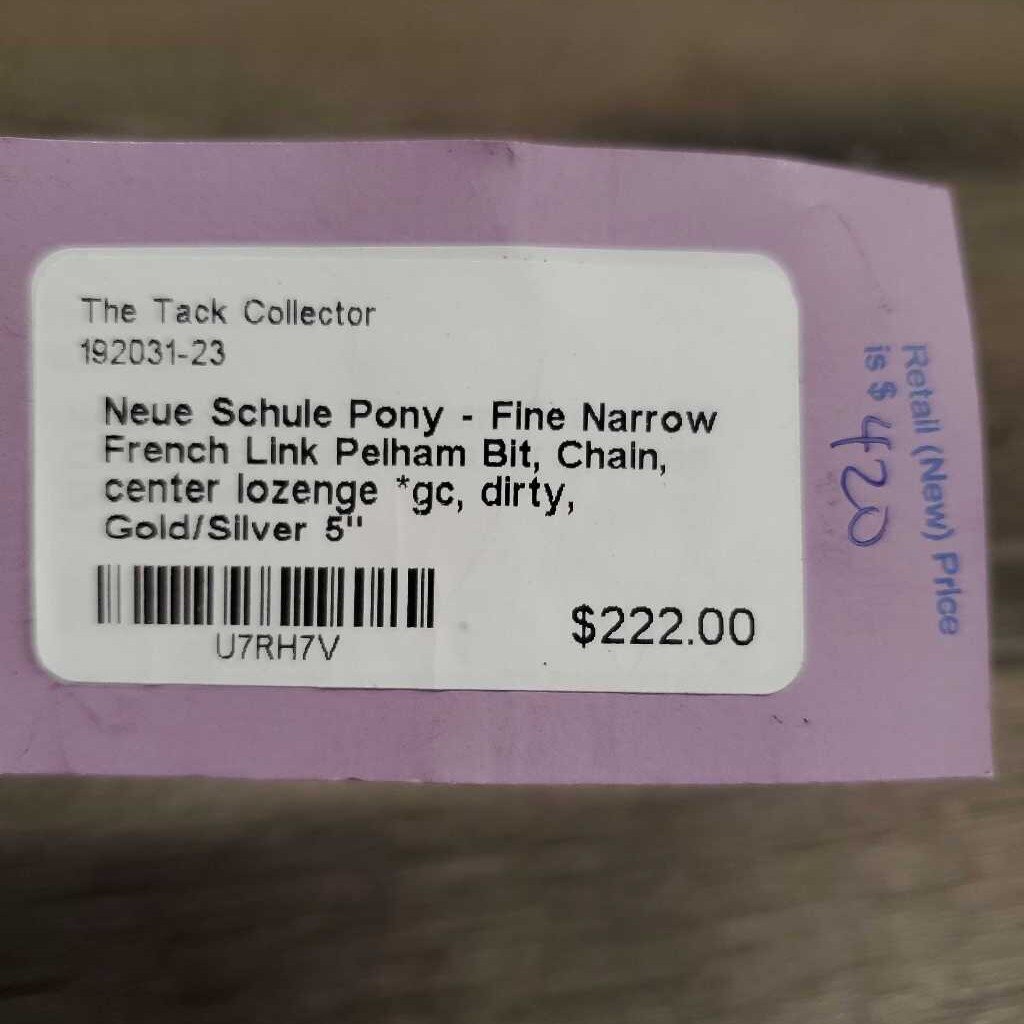 The Tack Collector
192031-23
Neue Schule Pony - Fine Narrow
French Link Pelham Bit, Chain,
center lozenge *gc, dirty,
Gold/Silver 5"
U7RH7V
$222.00
Retail (New) Price
is $ 420